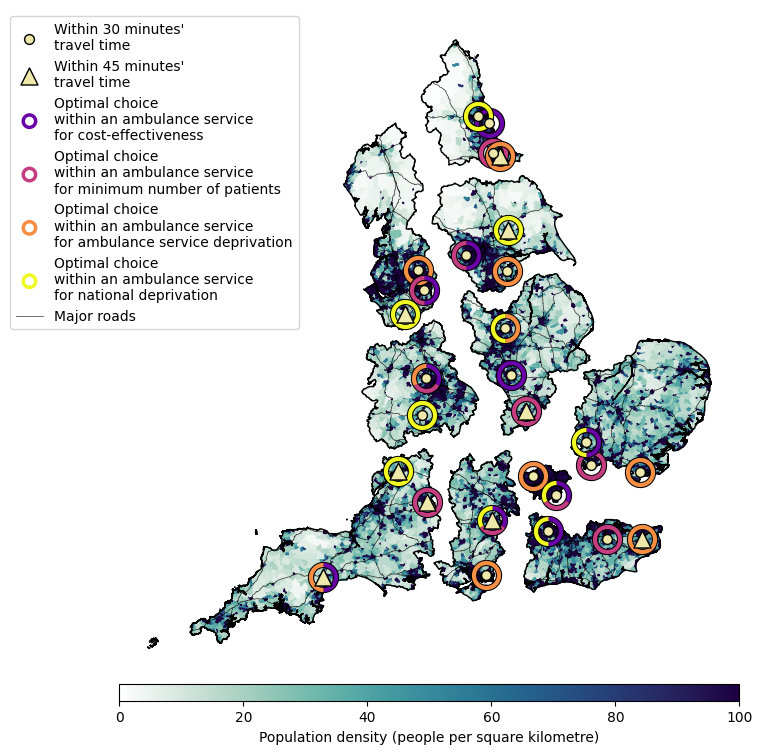 Within 30 minutes'
travel time
Within 45 minutes'
travel time
Optimal choice
within an ambulance service
for cost-effectiveness
Optimal choice
within an ambulance service
for minimum number of patients
Optimal choice
within an ambulance service
for ambulance service deprivation
Optimal choice
within an ambulance service
for national deprivation
Major roads
0 20 40 60 80 100
Population density (people per square kilometre)